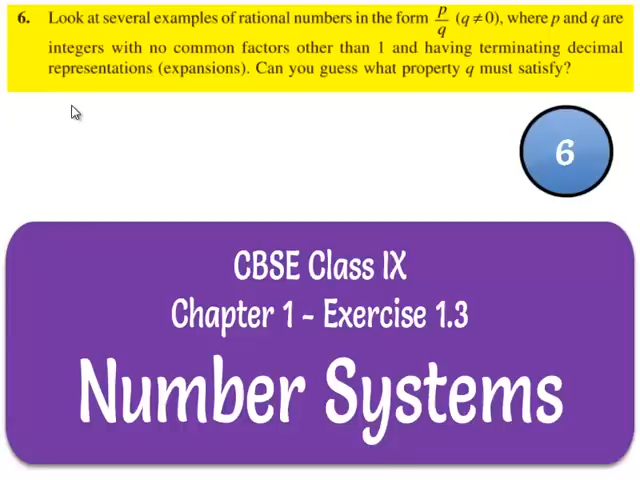 6. Look at several examples of rational numbers in the form p/q (q ≠ 0), where p and q are
integers with no common factors other than 1 and having terminating decimal
representations (expansions). Can you guess what property q must satisfy?
6
CBSE Class IX
Chapter 1 - Exercise 1.3
Number Systems